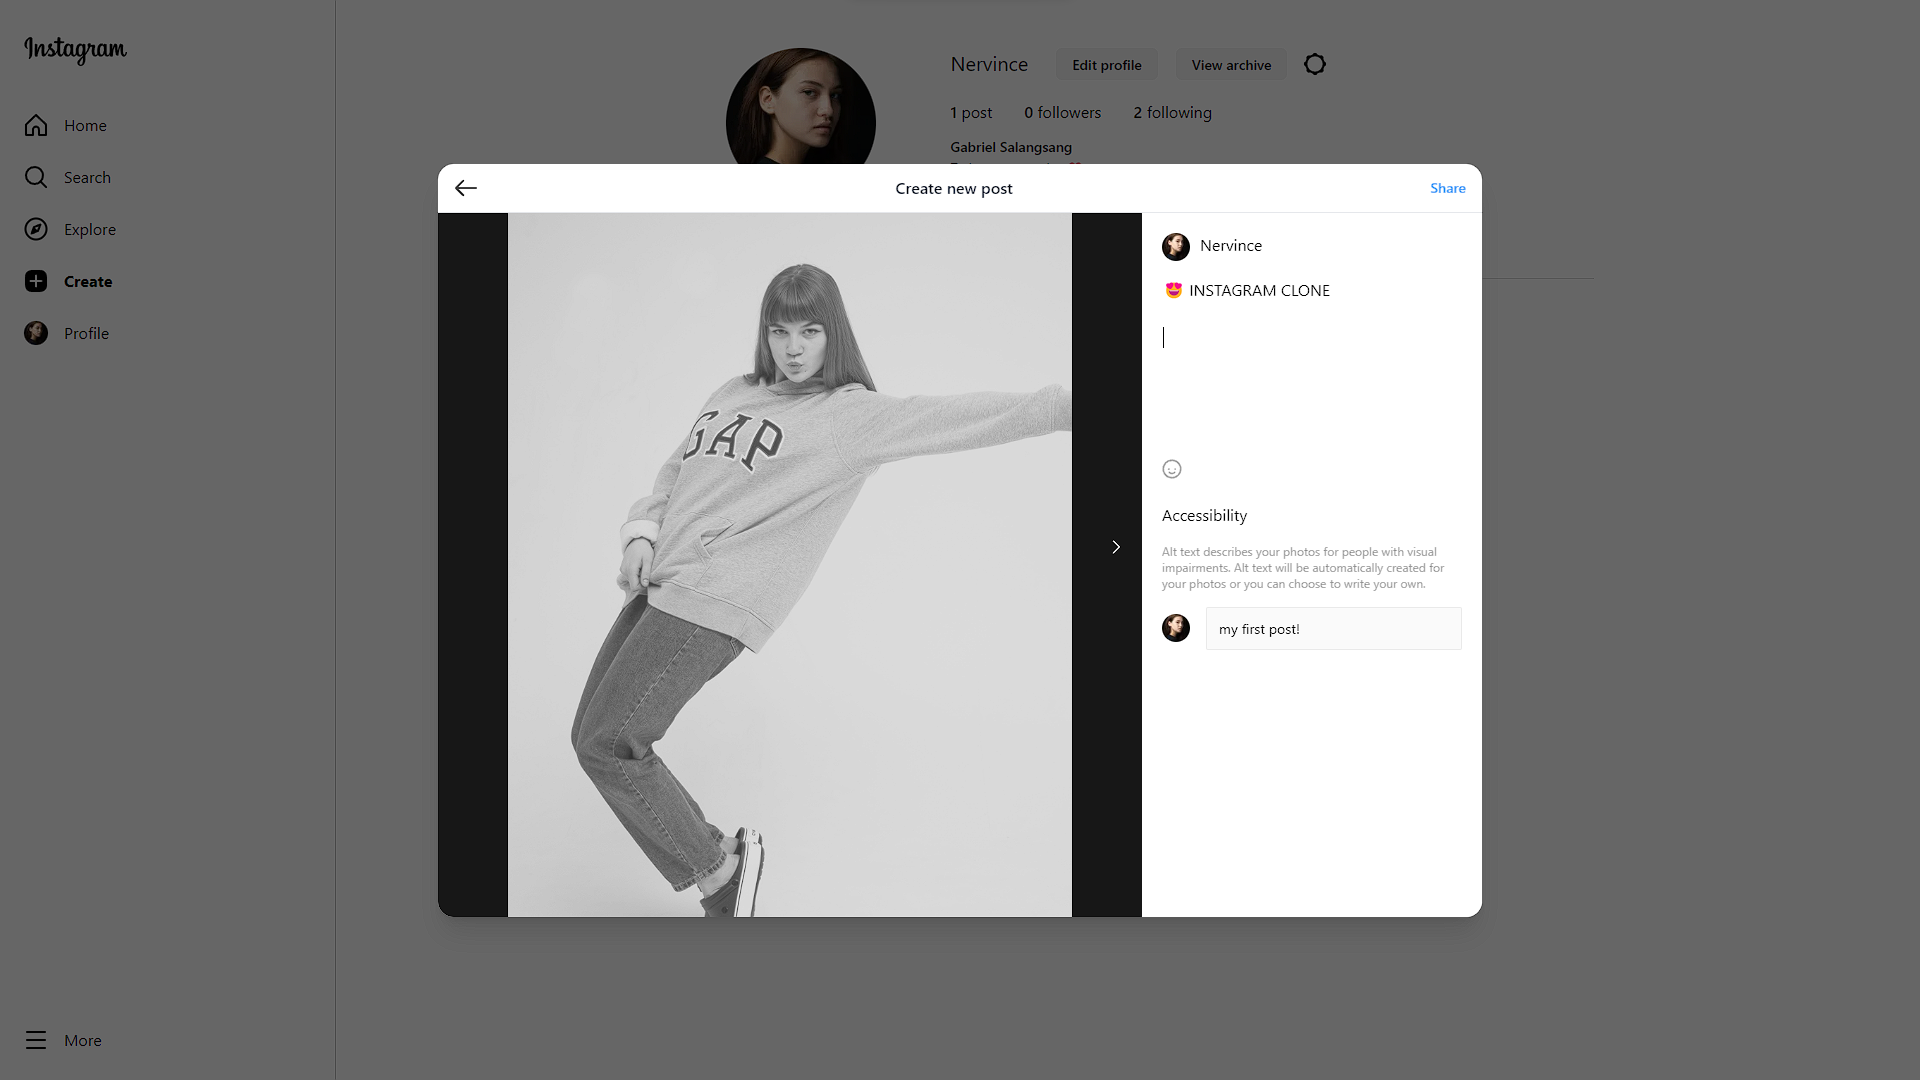 Instagram
Home
Search
Explore
Create
Profile
More
Nervince
Edit profile
View archive
1 post
0 followers
2 following
Gabriel Salangsang
Create new post
Share
GAP
Nervince
😍 INSTAGRAM CLONE
Accessibility
Alt text describes your photos for people with visual
impairments. Alt text will be automatically created for
your photos or you can choose to write your own.
my first post!